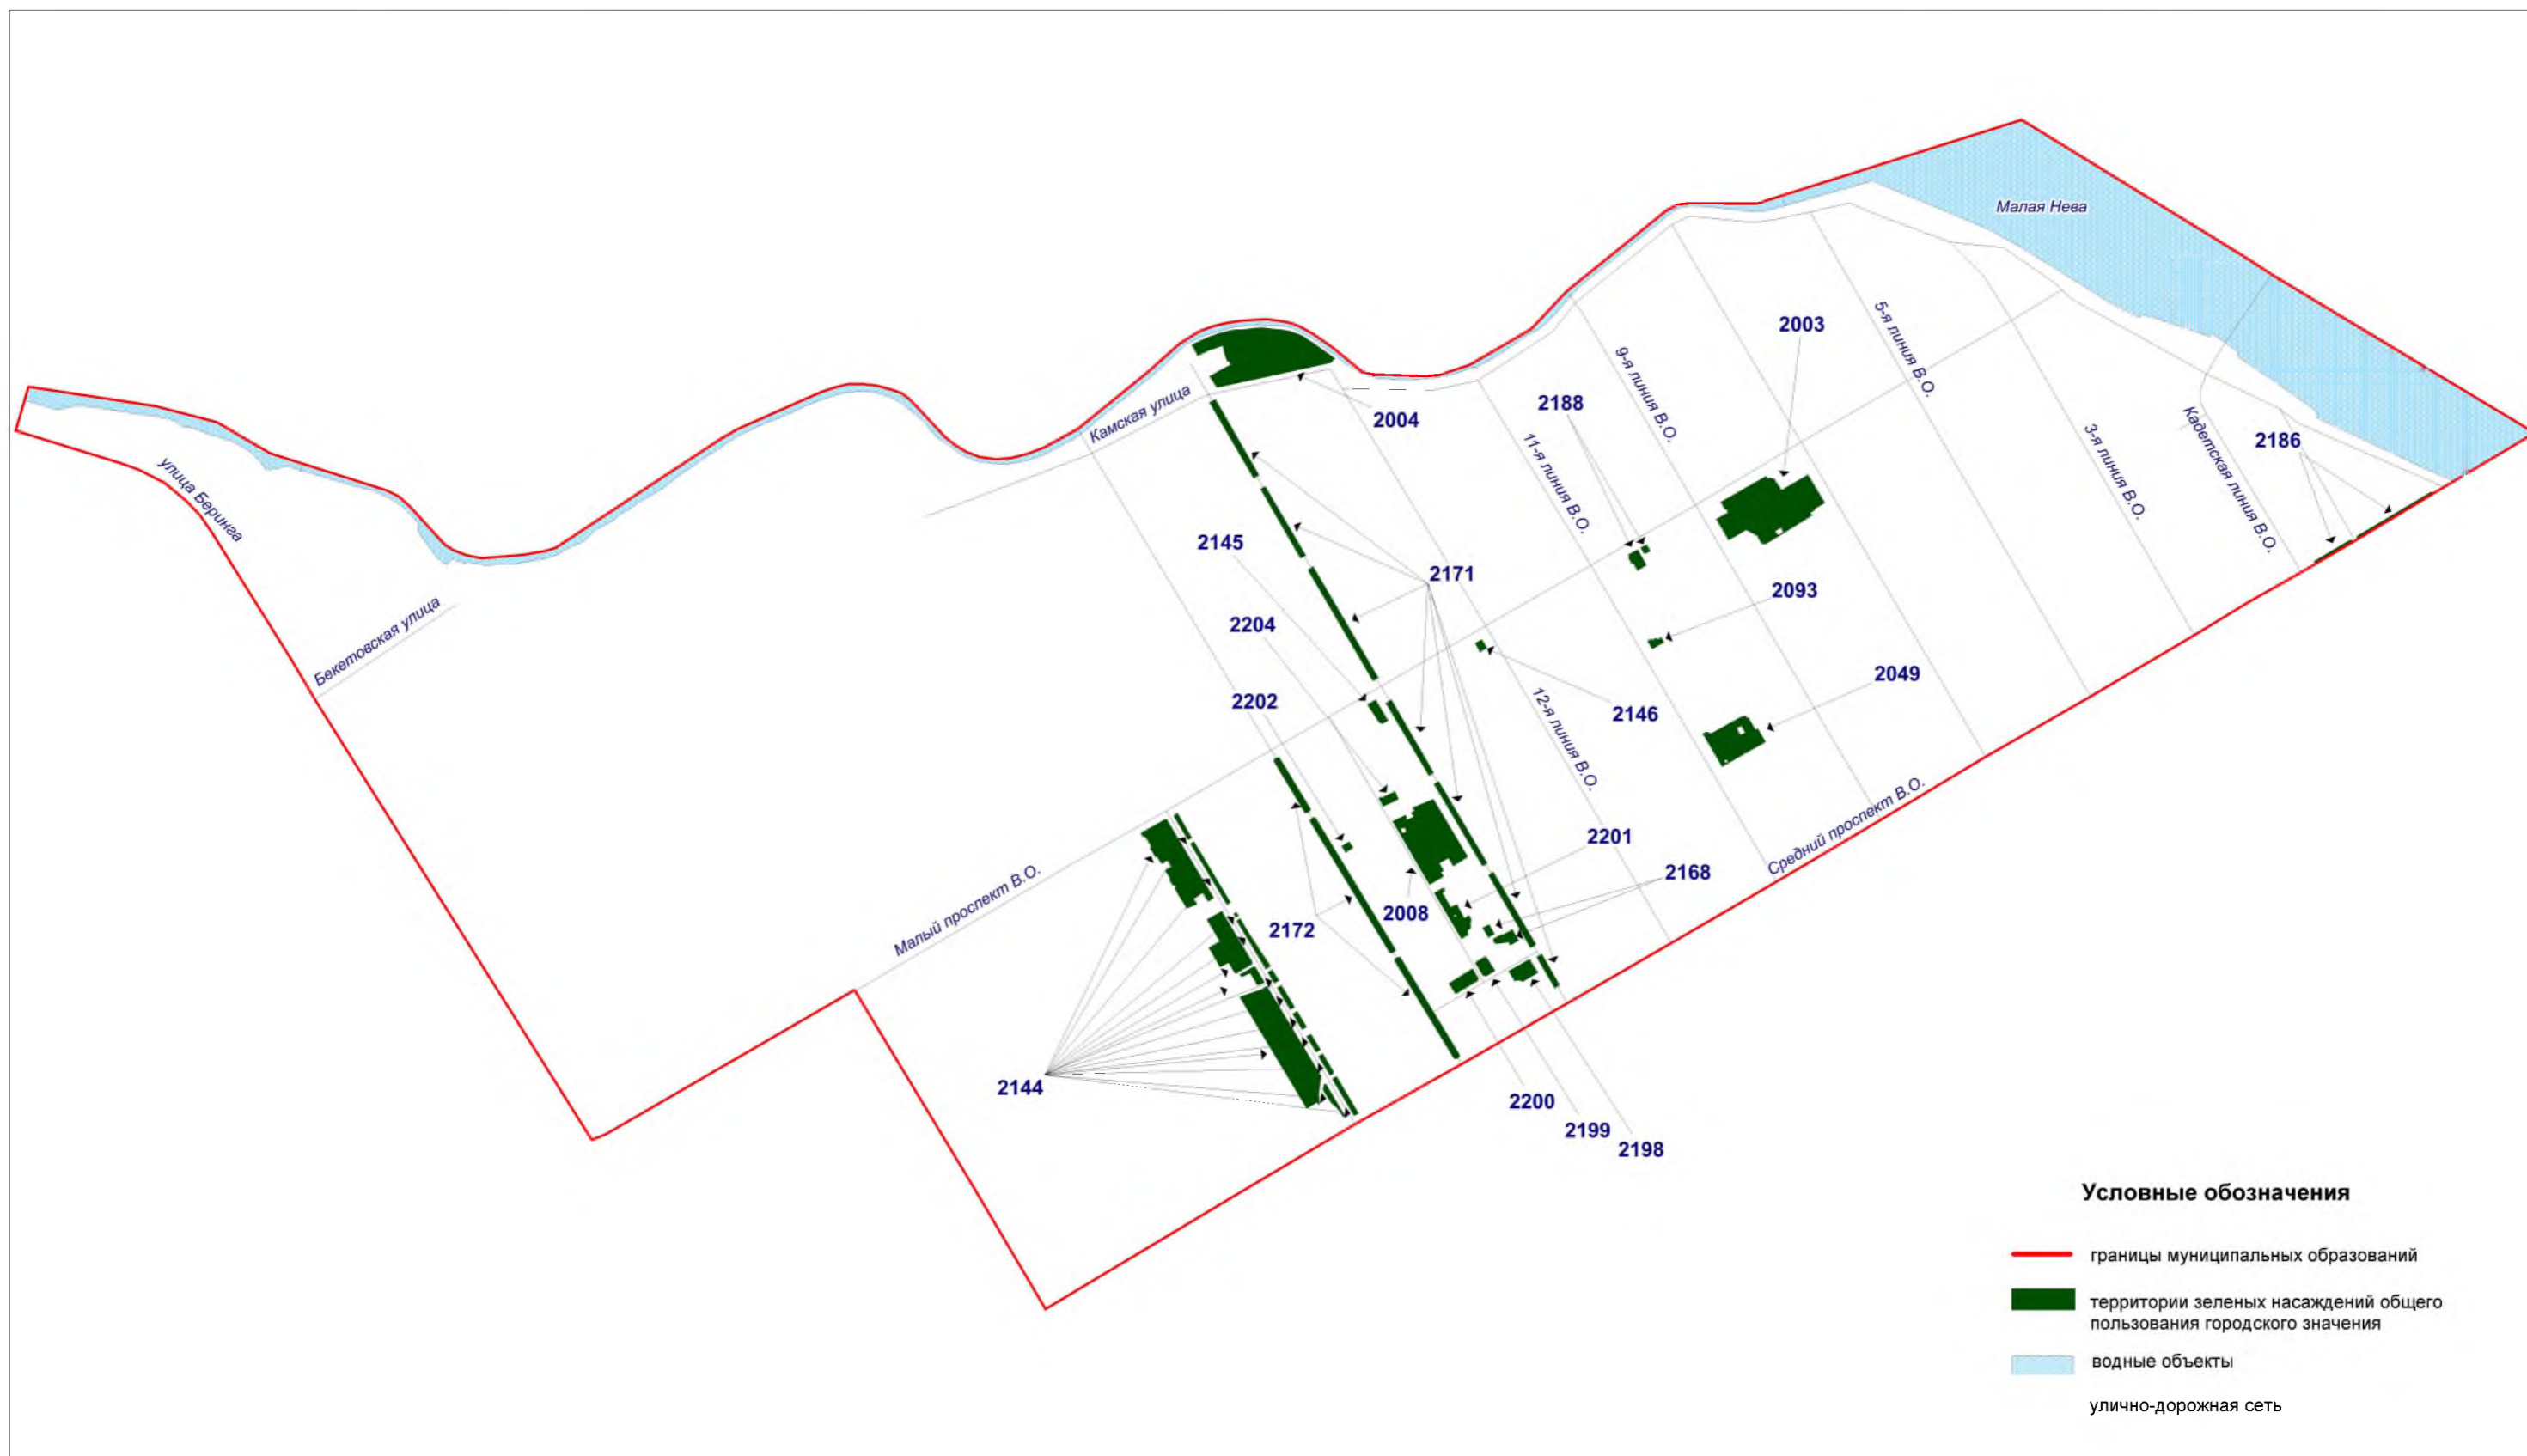 Малая Нева
2003
5-я линия В.О.
9-я линия В.О.
2188
2004
Камская улица
11-я линия В.О.
3-я линия В.О.
Кадетская линия В.О.
2186
улица Беринга
2145
2171
2093
2204
Бекетовская улица
2202
2146
12-я линия В.О.
2049
Средний проспект В.О.
2201
2168
2008
2172
Малый проспект В.О.
2144
2200
2199
2198
Условные обозначения
границы муниципальных образований
территории зеленых насаждений общего
пользования городского значения
водные объекты
улично-дорожная сеть